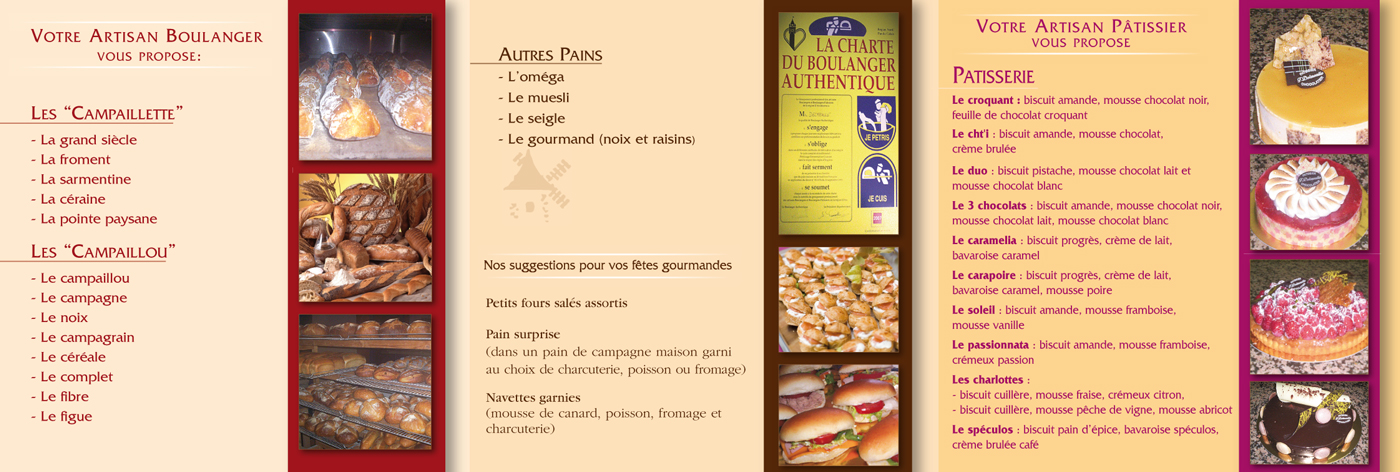 Votre Artisan Boulanger
vous propose:
Les “Campaillette”
- La grand siècle
- La froment
- La sarmentine
- La céraine
- La pointe paysane
Les “Campaillou”
- Le campaillou
- Le campagne
- Le noix
- Le campagrain
- Le céréale
- Le complet
- Le fibre
- Le figue
Autres Pains
- L'oméga
- Le muesli
- Le seigle
- Le gourmand (noix et raisins)
Nos suggestions pour vos fêtes gourmandes
Petits fours salés assortis
Pain surprise
(dans un pain de campagne maison garni
au choix de charcuterie, poisson ou fromage)
Navettes garnies
(mousse de canard, poisson, fromage et
charcuterie)
LA CHARTE
DU BOULANGER
AUTHENTIQUE
s'engage
JE PETRIS
s'oblige
fait serment
se soumet
JE CUIS
Votre Artisan Pâtissier
vous propose
Patisserie
Le croquant : biscuit amande, mousse chocolat noir,
feuille de chocolat croquant
Le cht'i : biscuit amande, mousse chocolat,
crème brulée
Le duo : biscuit pistache, mousse chocolat lait et
mousse chocolat blanc
Le 3 chocolats : biscuit amande, mousse chocolat noir,
mousse chocolat lait, mousse chocolat blanc
Le caramelia : biscuit progrès, crème de lait,
bavaroise caramel
Le carapoire : biscuit progrès, crème de lait,
bavaroise caramel, mousse poire
Le soleil : biscuit amande, mousse framboise,
mousse vanille
Le passionnata : biscuit amande, mousse framboise,
crémeux passion
Les charlottes :
- biscuit cuillère, mousse fraise, crémeux citron,
- biscuit cuillère, mousse pêche de vigne, mousse abricot
Le spéculos : biscuit pain d'épice, bavaroise spéculos,
crème brulée café